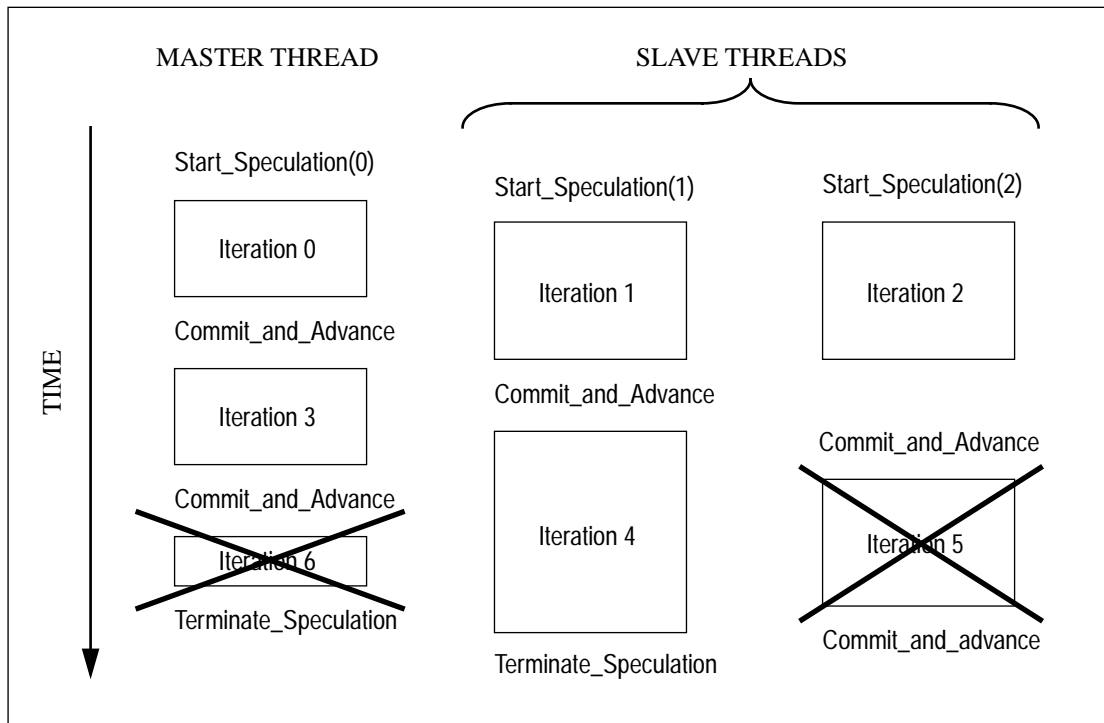 MASTER THREAD
SLAVE THREADS
TIME
Start_Speculation(0)
Iteration 0
Commit_and_Advance
Iteration 3
Commit_and_Advance
Iteration 6
Terminate_Speculation
Start_Speculation(1)
Iteration 1
Commit_and_Advance
Iteration 4
Terminate_Speculation
Start_Speculation(2)
Iteration 2
Commit_and_Advance
Iteration 5
Commit_and_advance